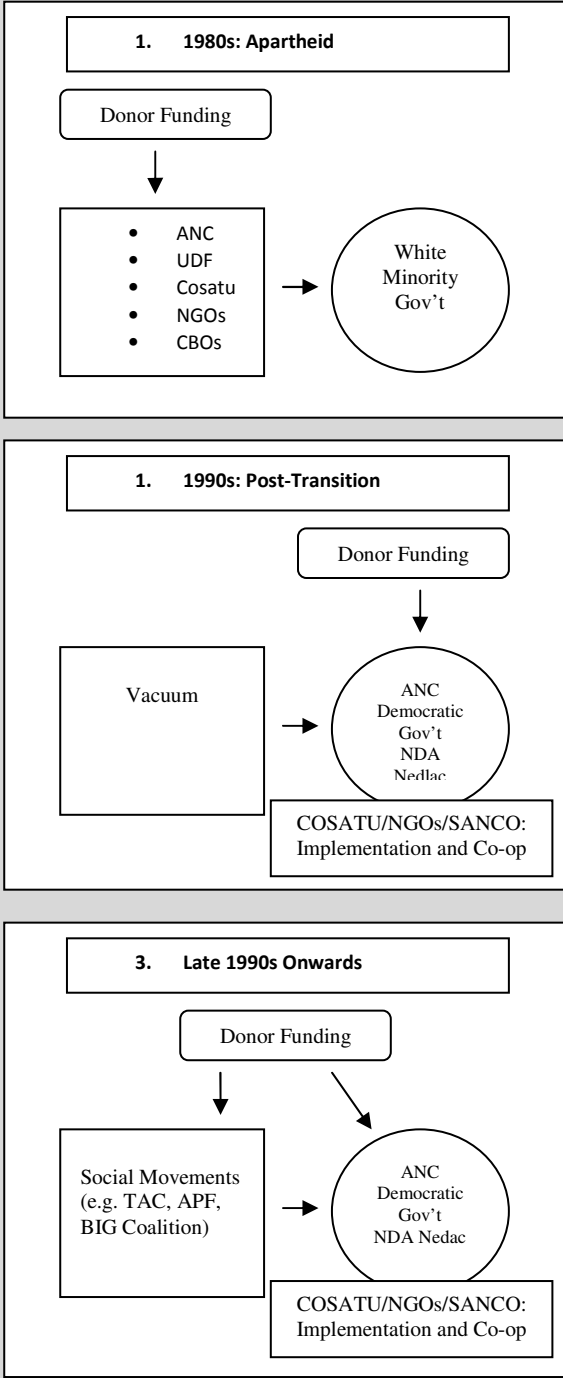 1. 1980s: Apartheid
Donor Funding
• ANC
• UDF
• Cosatu
• NGOs
• CBOs
White
Minority
Gov't
1. 1990s: Post-Transition
Donor Funding
Vacuum
ANC
Democratic
Gov't
NDA
Nedlac
COSATU/NGOs/SANCO:
Implementation and Co-op
3. Late 1990s Onwards
Donor Funding
Social Movements
(e.g. TAC, APF,
BIG Coalition)
ANC
Democratic
Gov't
NDA Nedac
COSATU/NGOs/SANCO:
Implementation and Co-op